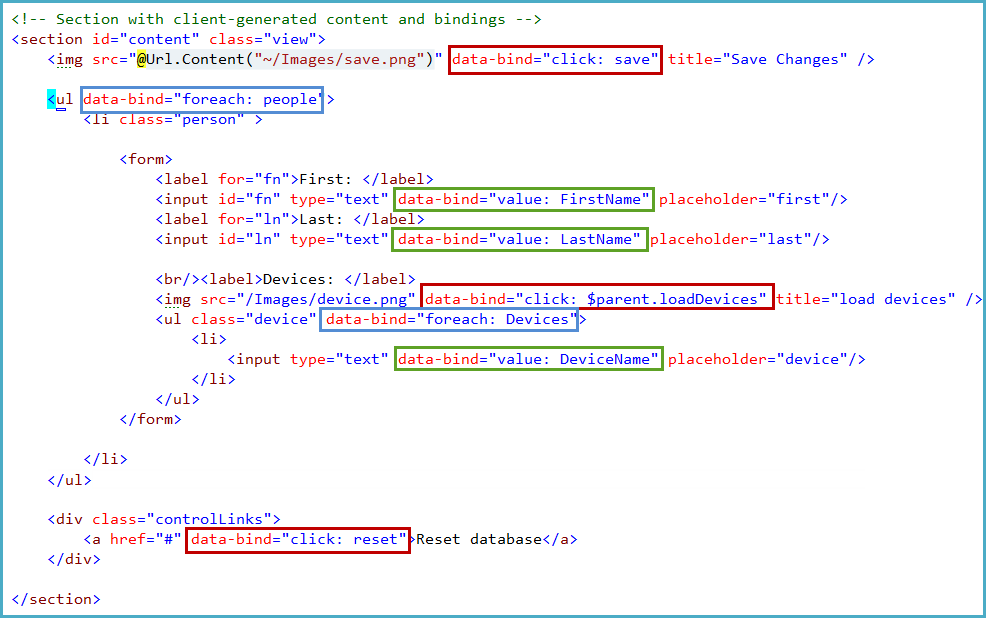 <!-- Section with client-generated content and bindings -->
<section id="content" class="view">
    <img src="@Url.Content("~/Images/save.png")" data-bind="click: save" title="Save Changes" />
    <ul data-bind="foreach: people">
        <li class="person" >
            <form>
                <label for="fn">First: </label>
                <input id="fn" type="text" data-bind="value: FirstName" placeholder="first"/>
                <label for="ln">Last: </label>
                <input id="ln" type="text" data-bind="value: LastName" placeholder="last"/>
                <br/><label>Devices: </label>
                <img src="/Images/device.png" data-bind="click: $parent.loadDevices" title="load devices" />
                <ul class="device" data-bind="foreach: Devices">
                    <li>
                        <input type="text" data-bind="value: DeviceName" placeholder="device"/>
                    </li>
                </ul>
            </form>
        </li>
    </ul>
    <div class="controlLinks">
        <a href="#" data-bind="click: reset">Reset database</a>
    </div>
</section>